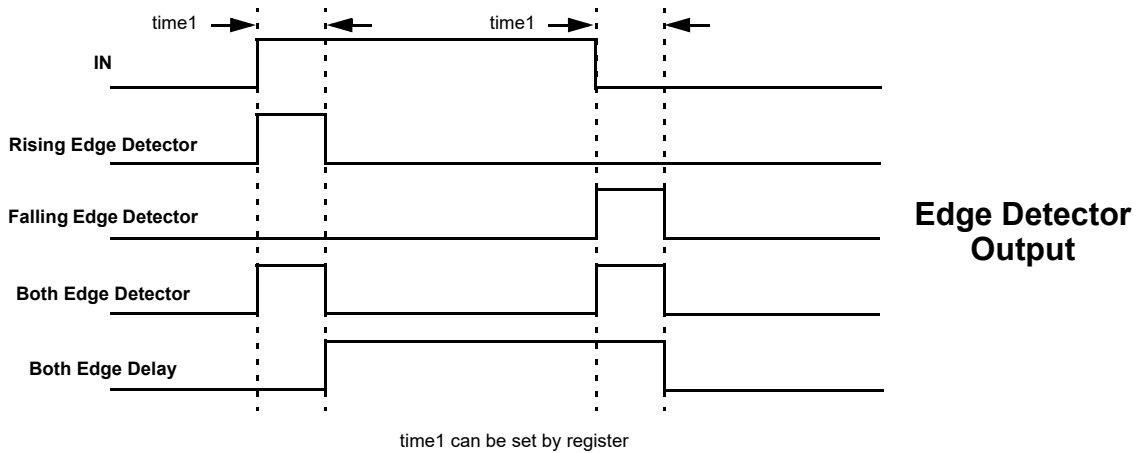 time1
time1
IN
Rising Edge Detector
Falling Edge Detector
Edge Detector
Output
Both Edge Detector
Both Edge Delay
time1 can be set by register